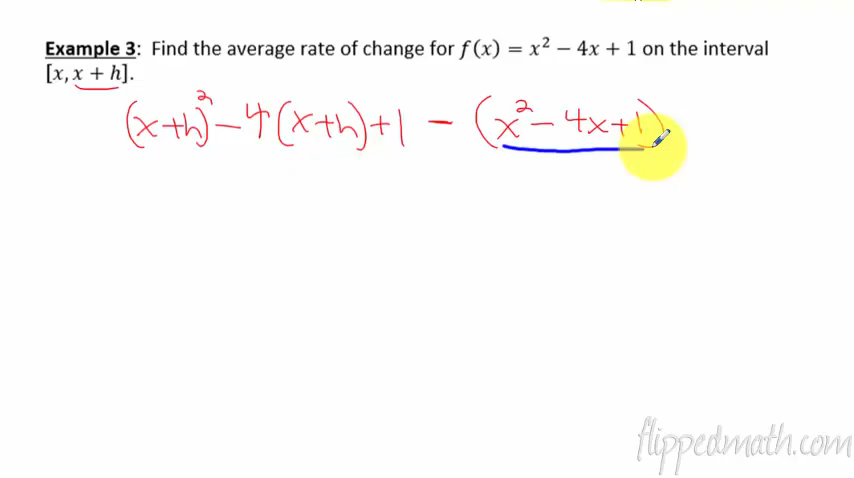 Example 3: Find the average rate of change for f(x) = x² − 4x + 1 on the interval
[x, x + h].
(x+h)² − 4(x+h)+1 − (x² − 4x+1)
flippedmath.com